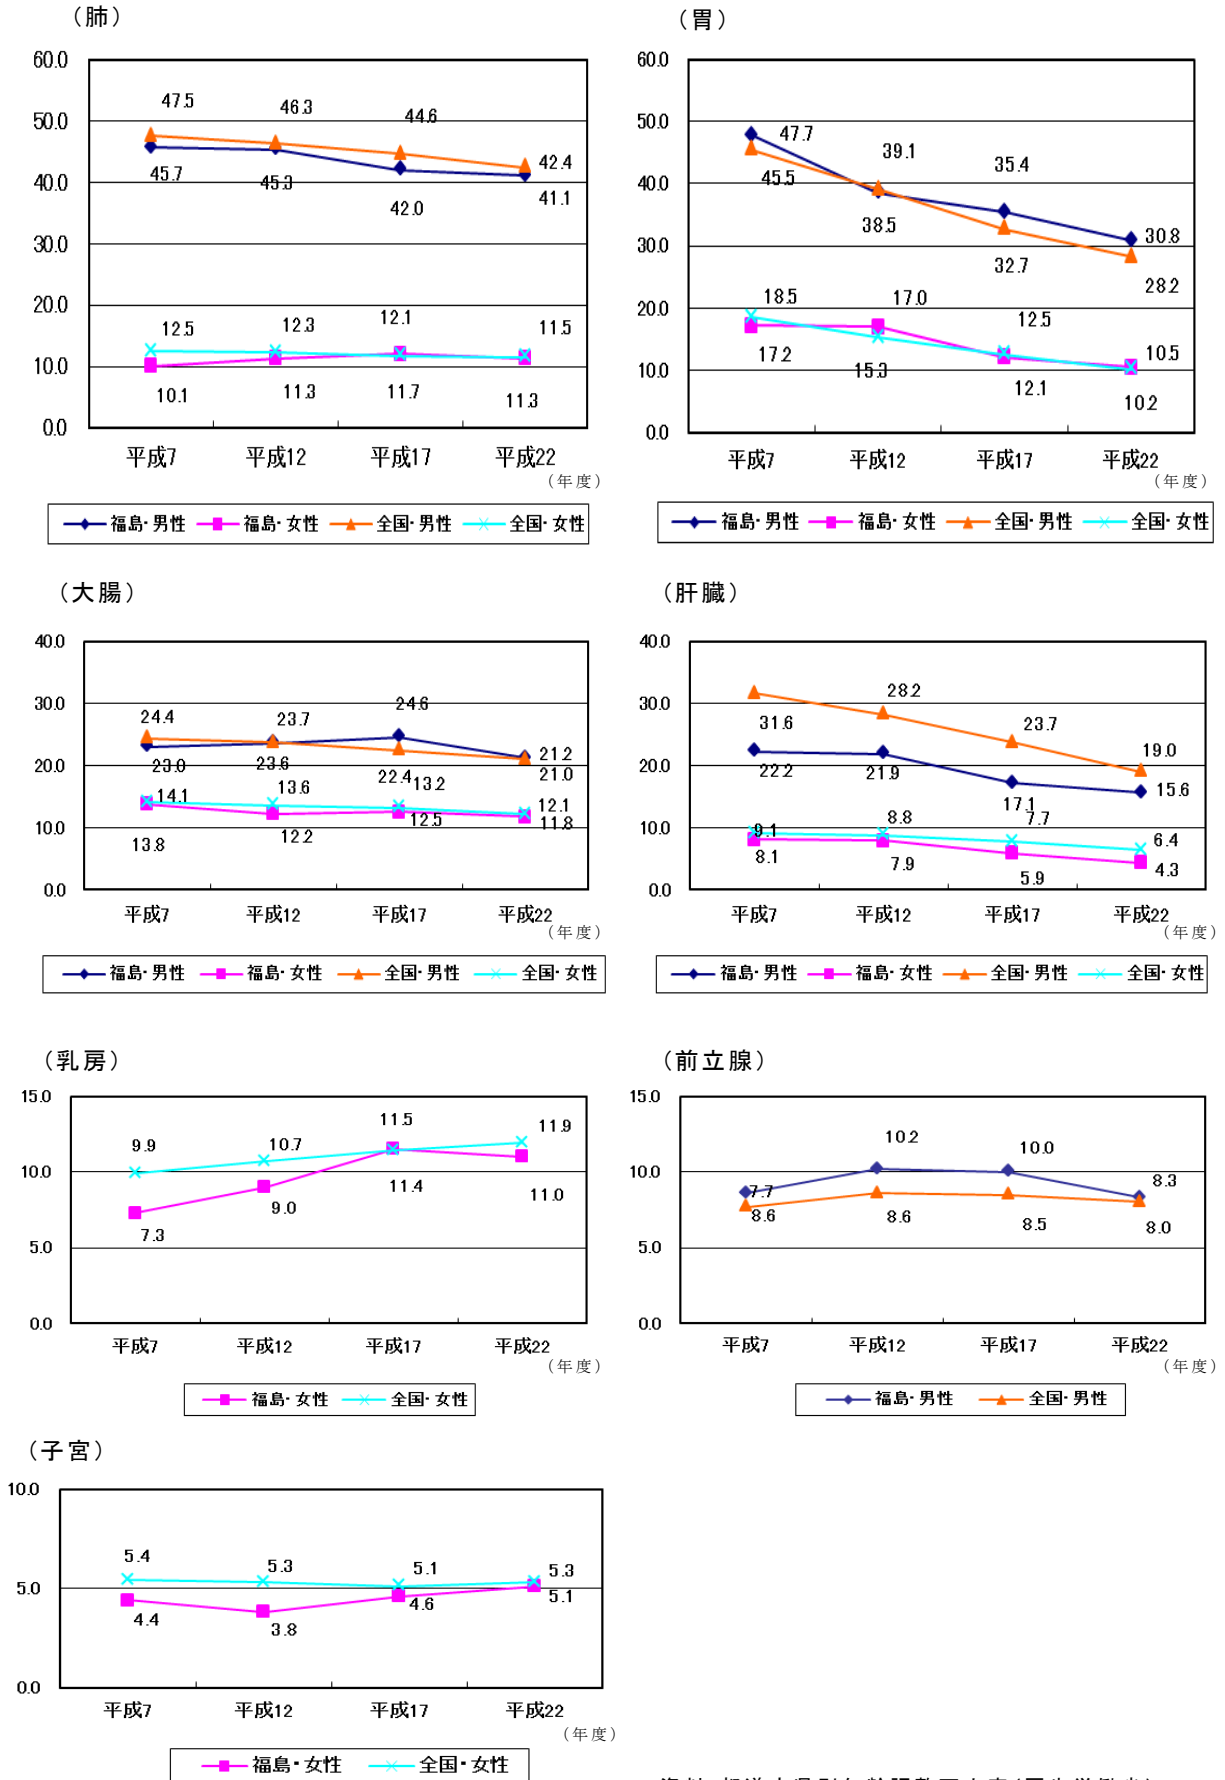 （肺）
60.0
50.0
40.0
30.0
20.0
10.0
0.0
47.5 46.3 44.6 42.4
45.7 45.3 42.0 41.1
12.5 12.3 12.1 11.5
10.1 11.3 11.7 11.3
平成7 平成12 平成17 平成22
（年度）
福島・男性 福島・女性 全国・男性 全国・女性
（胃）
60.0
50.0
40.0
30.0
20.0
10.0
0.0
47.7 39.1 35.4 30.8
45.5 38.5 32.7 28.2
18.5 17.0 12.5 10.5
17.2 15.3 12.1 10.2
平成7 平成12 平成17 平成22
（年度）
福島・男性 福島・女性 全国・男性 全国・女性
（大腸）
40.0
30.0
20.0
10.0
0.0
24.4 23.7 24.6 21.2
23.0 23.6 22.4 21.0
14.1 13.6 13.2 12.1
13.8 12.2 12.5 11.8
平成7 平成12 平成17 平成22
（年度）
福島・男性 福島・女性 全国・男性 全国・女性
（肝臓）
40.0
30.0
20.0
10.0
0.0
31.6 28.2 23.7 19.0
22.2 21.9 17.1 15.6
9.1 8.8 7.7 6.4
8.1 7.9 5.9 4.3
平成7 平成12 平成17 平成22
（年度）
福島・男性 福島・女性 全国・男性 全国・女性
（乳房）
15.0
10.0
5.0
0.0
9.9 10.7 11.5 11.9
7.3 9.0 11.4 11.0
平成7 平成12 平成17 平成22
（年度）
福島・女性 全国・女性
（前立腺）
15.0
10.0
5.0
0.0
7.7 10.2 10.0 8.3
8.6 8.6 8.5 8.0
平成7 平成12 平成17 平成22
（年度）
福島・男性 全国・男性
（子宮）
10.0
5.0
0.0
5.4 5.3 5.1 5.3
4.4 3.8 4.6 5.1
平成7 平成12 平成17 平成22
（年度）
福島・女性 全国・女性